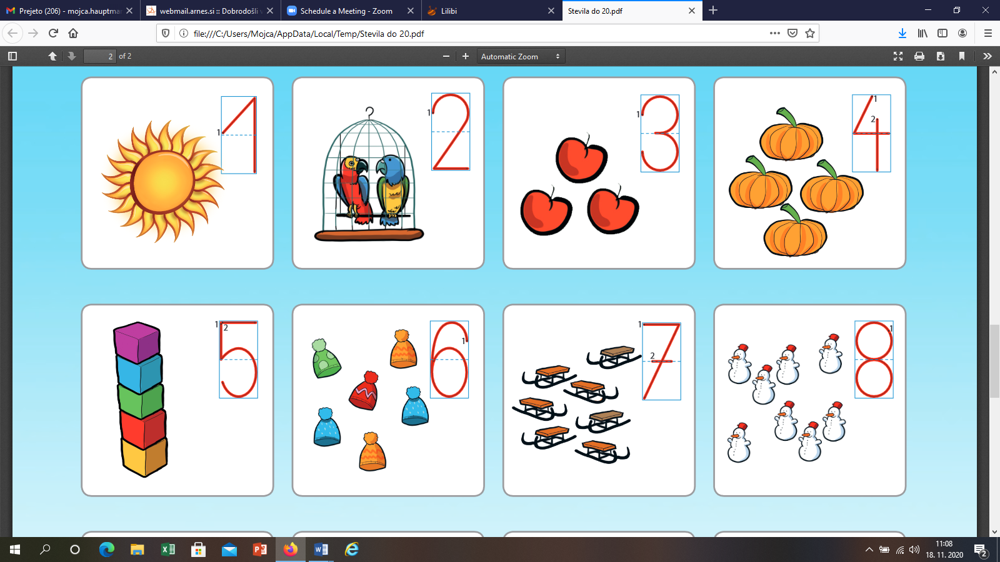 Prejeto (206) - mojca.hauptma
webmail.arnes.si :: Dobrodošli
Schedule a Meeting - Zoom
Lilibi
Stevila do 20.pdf
file:///C:/Users/Mojca/AppData/Local/Temp/Stevila do 20.pdf
2 of 2
Automatic Zoom
1 1
1 2
1 3
1 2 4
1 2 5
1 6
1 2 7
1 8
11:08
18. 11. 2020
2